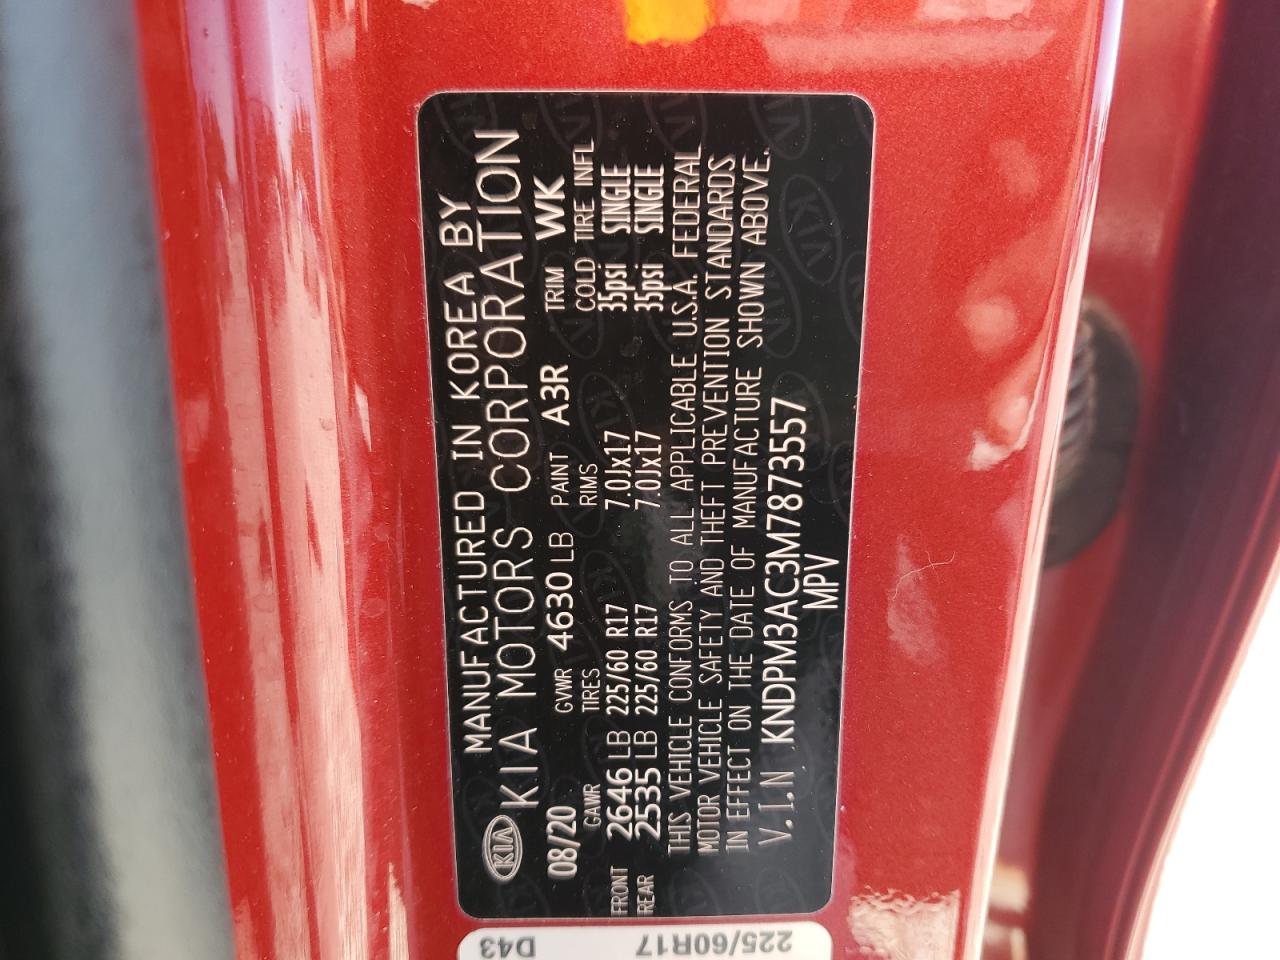 MANUFACTURED IN KOREA BY
KIA KIA MOTORS CORPORATION
08/20 GVWR 4630 LB PAINT A3R TRIM WK
GAWR TIRES RIMS COLD TIRE INFL
FRONT 2646 LB 225/60 R17 7.0Jx17 35psi SINGLE
REAR 2535 LB 225/60 R17 7.0Jx17 35psi SINGLE
THIS VEHICLE CONFORMS TO ALL APPLICABLE U.S.A. FEDERAL
MOTOR VEHICLE SAFETY AND THEFT PREVENTION STANDARDS
IN EFFECT ON THE DATE OF MANUFACTURE SHOWN ABOVE.
V.I.N KNDPM3AC3M7873557
MPV
D43
225/60R17